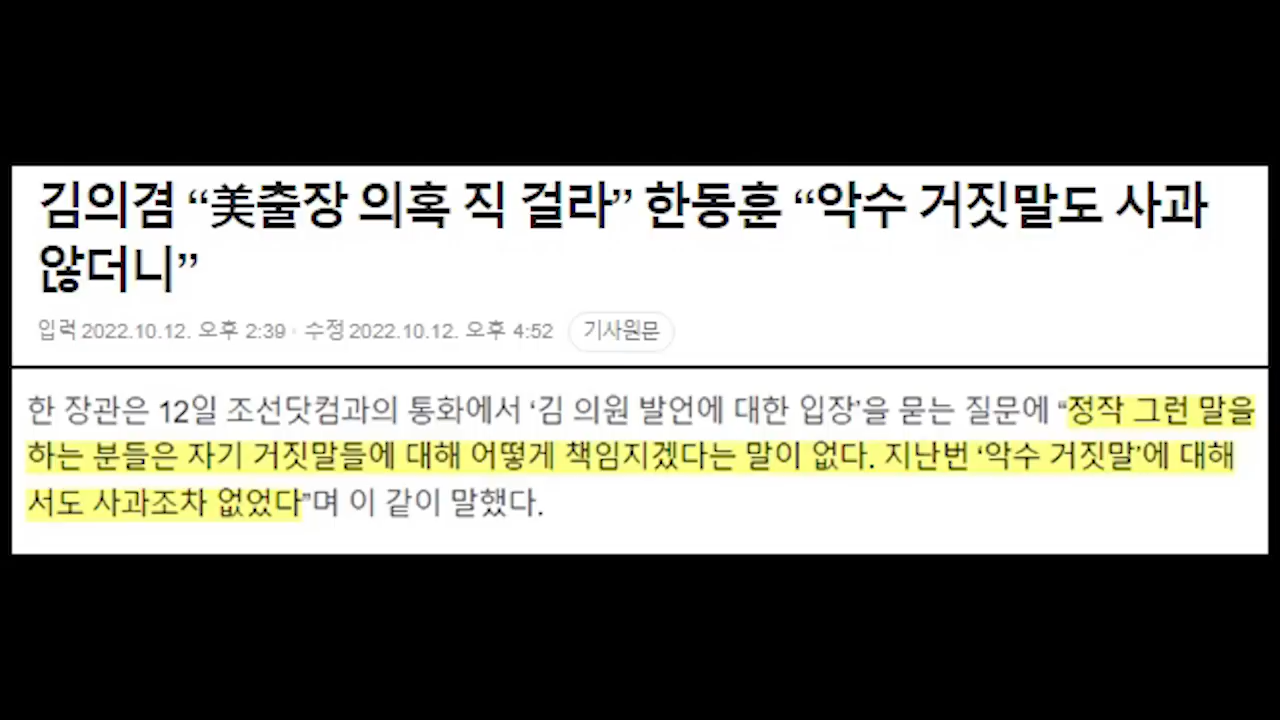 김의겸 “美출장 의혹 직 걸라” 한동훈 “악수 거짓말도 사과
않더니”
입력 2022.10.12. 오후 2:39 · 수정 2022.10.12. 오후 4:52 기사원문
한 장관은 12일 조선닷컴과의 통화에서 ‘김 의원 발언에 대한 입장’을 묻는 질문에 “정작 그런 말을
하는 분들은 자기 거짓말들에 대해 어떻게 책임지겠다는 말이 없다. 지난번 ‘악수 거짓말’에 대해
서도 사과조차 없었다”며 이 같이 말했다.